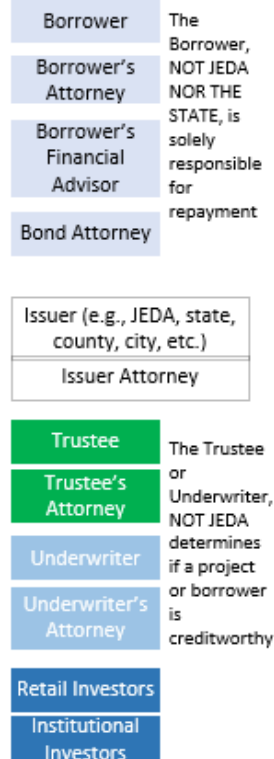 Borrower
Borrower's
Attorney
Borrower's
Financial
Advisor
Bond Attorney
The
Borrower,
NOT JEDA
NOR THE
STATE, is
solely
responsible
for
repayment
Issuer (e.g., JEDA, state,
county, city, etc.)
Issuer Attorney
Trustee
Trustee's
Attorney
Underwriter
Underwriter's
Attorney
The Trustee
or
Underwriter,
NOT JEDA
determines
if a project
or borrower
is
creditworthy
Retail Investors
Institutional
Investors